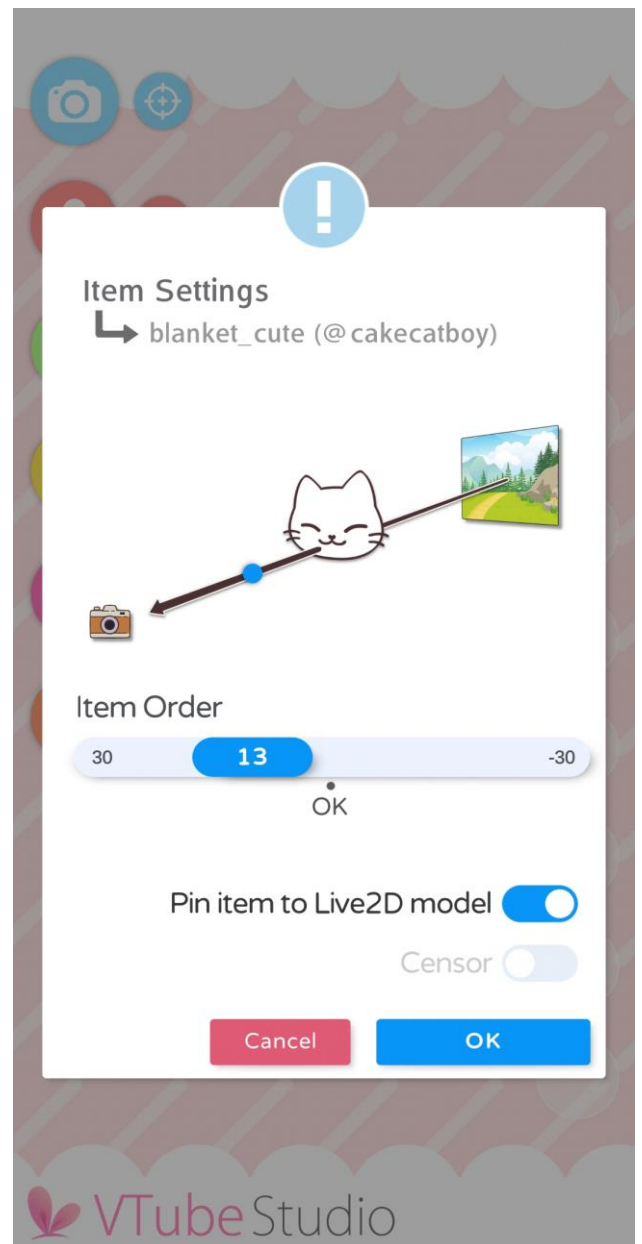 Item Settings
blanket_cute (@cakecatboy)
Item Order
30 13 -30
OK
Pin item to Live2D model
Censor
Cancel OK
VTube Studio